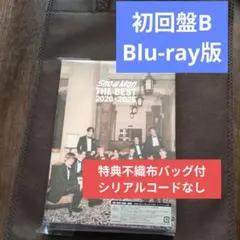 初回盤B
Blu-ray版
Snow Man
THE BEST
2020-2025
特典不織布バッグ付
シリアルコードなし